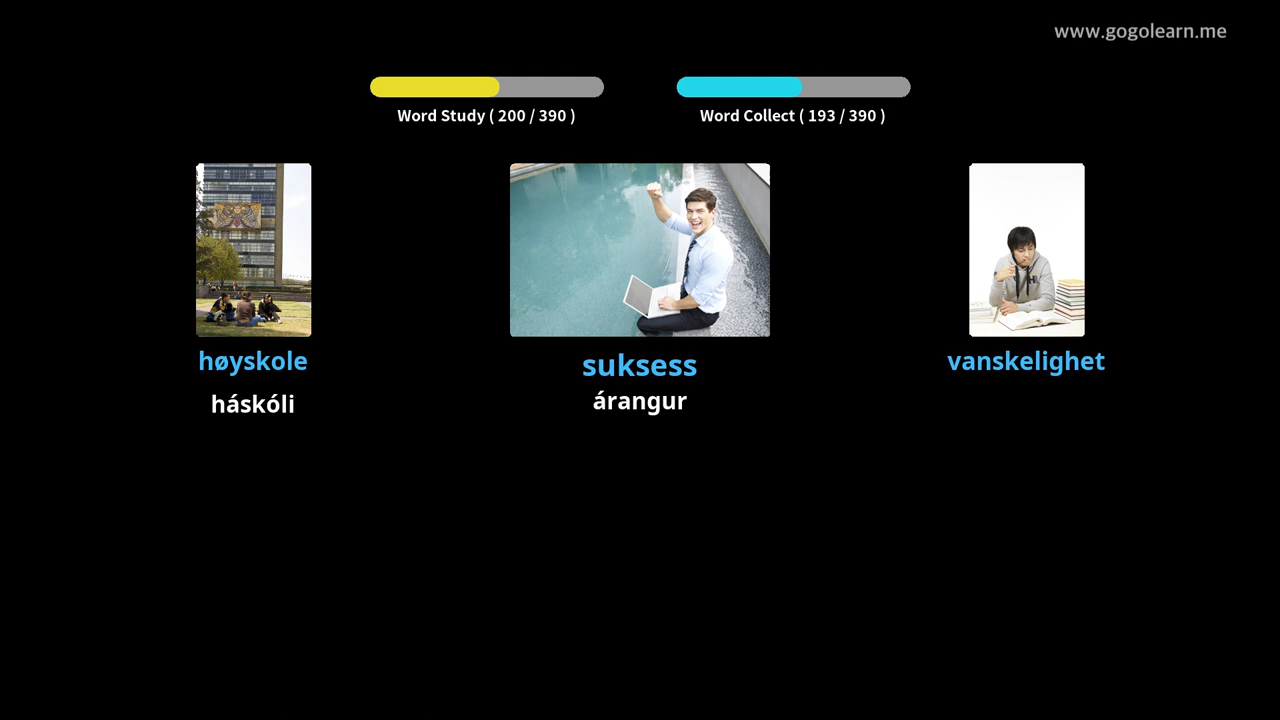 www.gogolearn.me
Word Study ( 200 / 390 )
Word Collect ( 193 / 390 )
høyskole
háskóli
suksess
árangur
vanskelighet